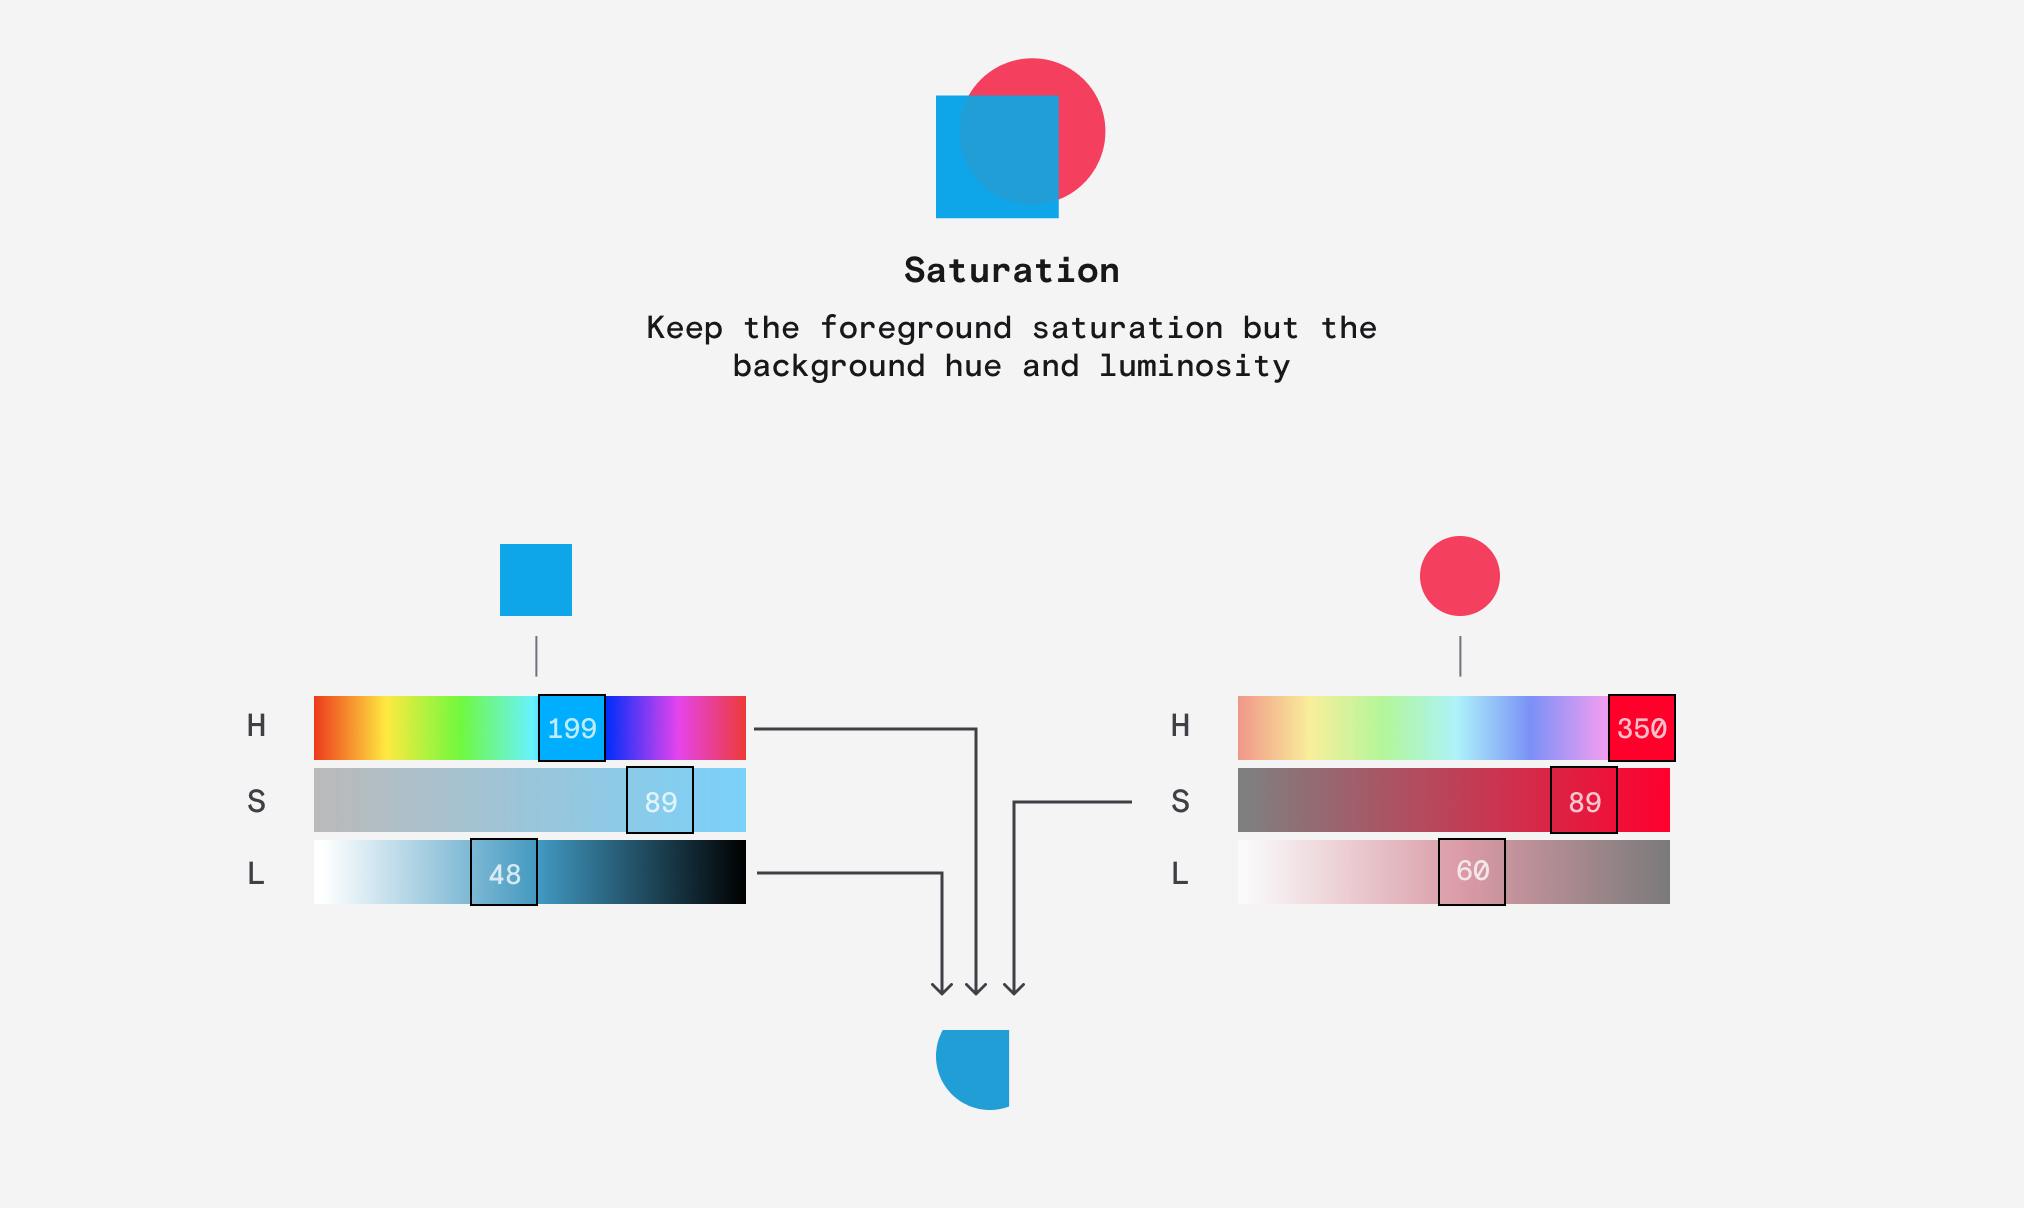 Saturation
Keep the foreground saturation but the
background hue and luminosity
H
199
S
89
L
48
H
350
S
89
L
60